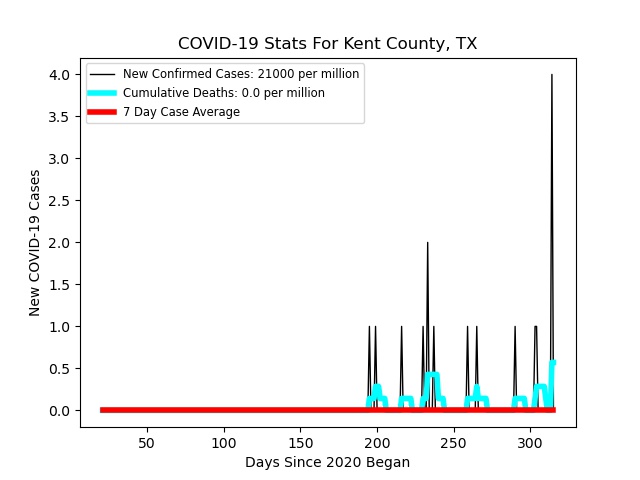 COVID-19 Stats For Kent County, TX
New Confirmed Cases: 21000 per million
Cumulative Deaths: 0.0 per million
7 Day Case Average
New COVID-19 Cases
4.0
3.5
3.0
2.5
2.0
1.5
1.0
0.5
0.0
50 100 150 200 250 300
Days Since 2020 Began